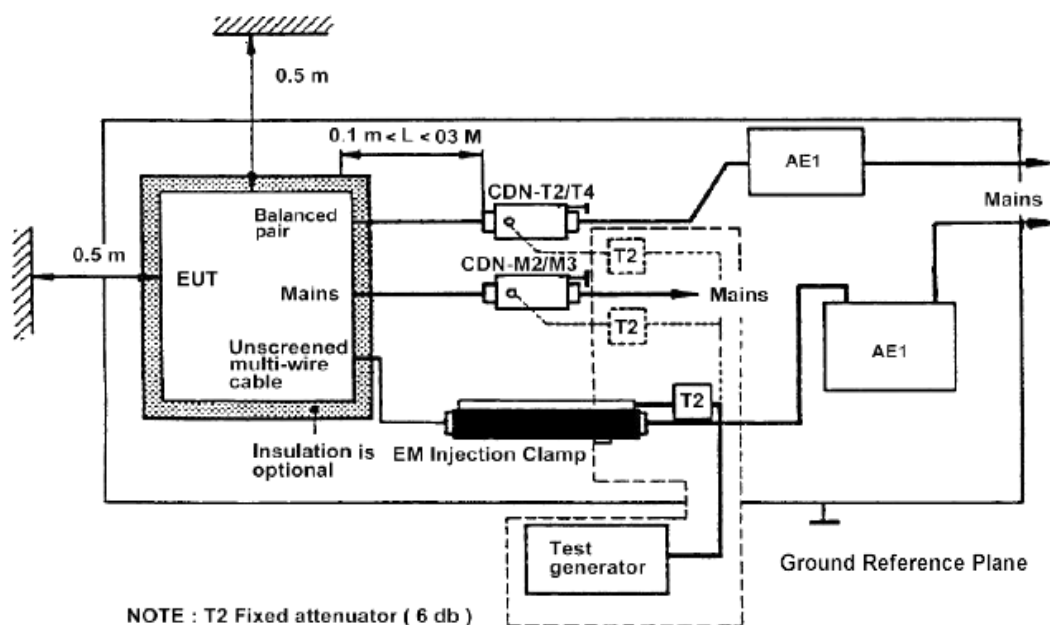 0.5 m
0.1 m < L < 03 M
AE1
CDN-T2/T4
Balanced
pair
Mains
T2
0.5 m
EUT
CDN-M2/M3
Mains
Mains
T2
AE1
Unscreened
multi-wire
cable
T2
Insulation is
optional
EM Injection Clamp
Test
generator
Ground Reference Plane
NOTE : T2 Fixed attenuator ( 6 db )